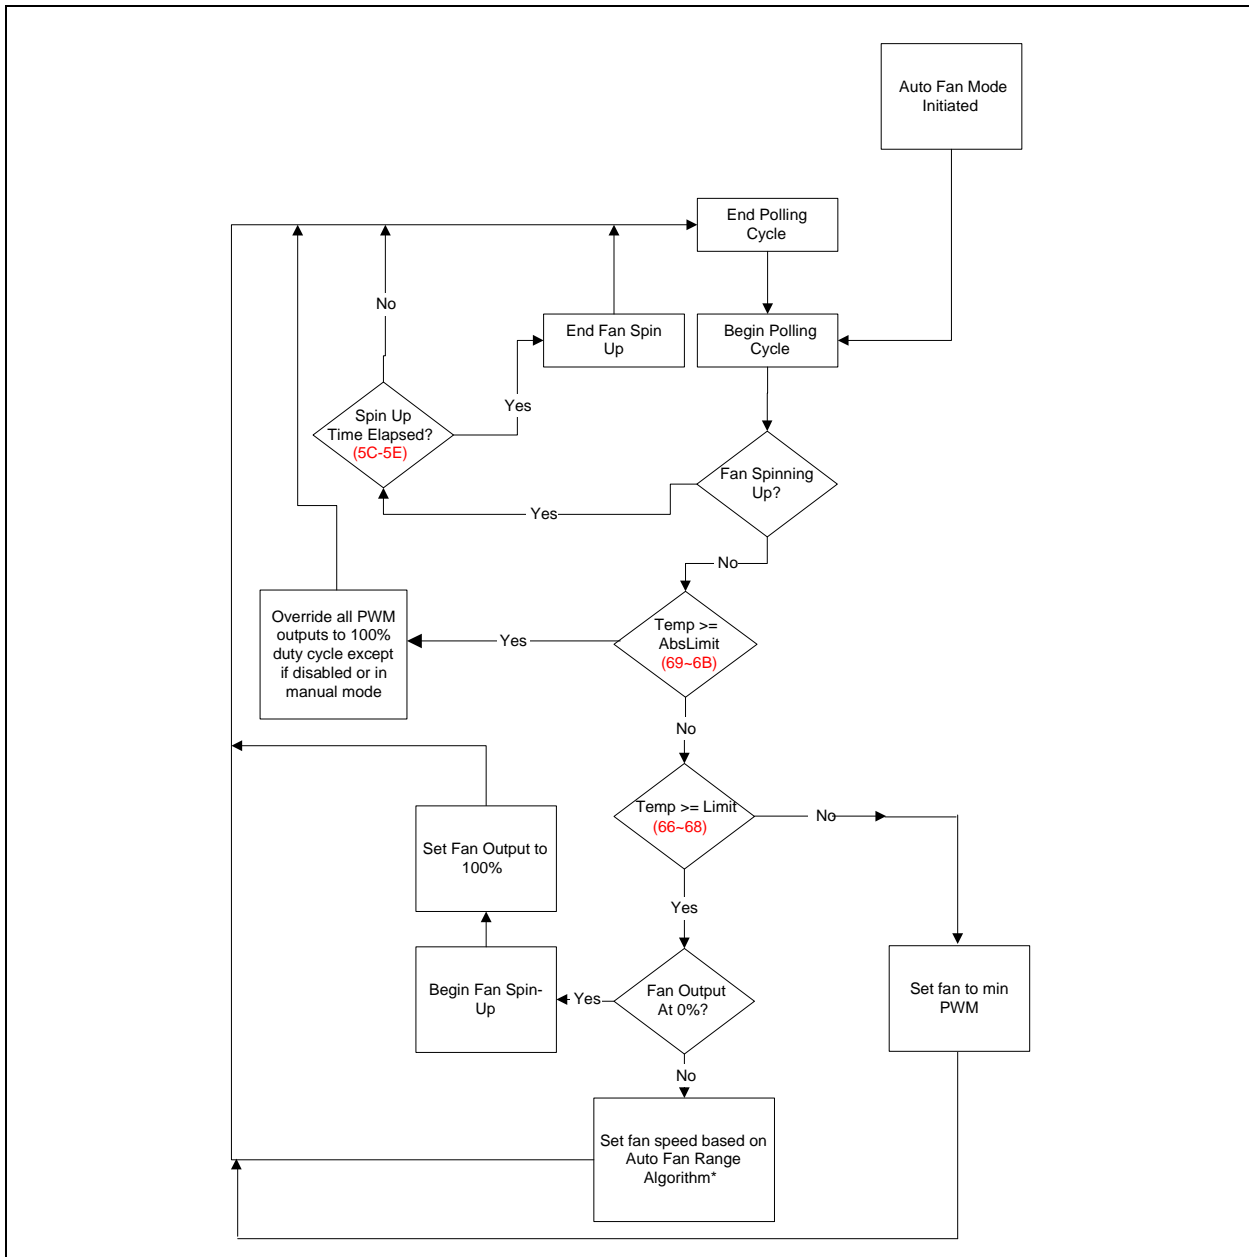 Auto Fan Mode
Initiated
End Polling
Cycle
No
End Fan Spin
Up
Begin Polling
Cycle
Yes
Spin Up
Time Elapsed?
(5C-5E)
Fan Spinning
Up?
Yes
No
Override all PWM
outputs to 100%
duty cycle except
if disabled or in
manual mode
Yes
Temp >=
AbsLimit
(69~6B)
No
Temp >= Limit
(66~68)
No
Set Fan Output to
100%
Yes
Begin Fan Spin-
Up
Yes
Fan Output
At 0%?
Set fan to min
PWM
No
Set fan speed based on
Auto Fan Range
Algorithm*